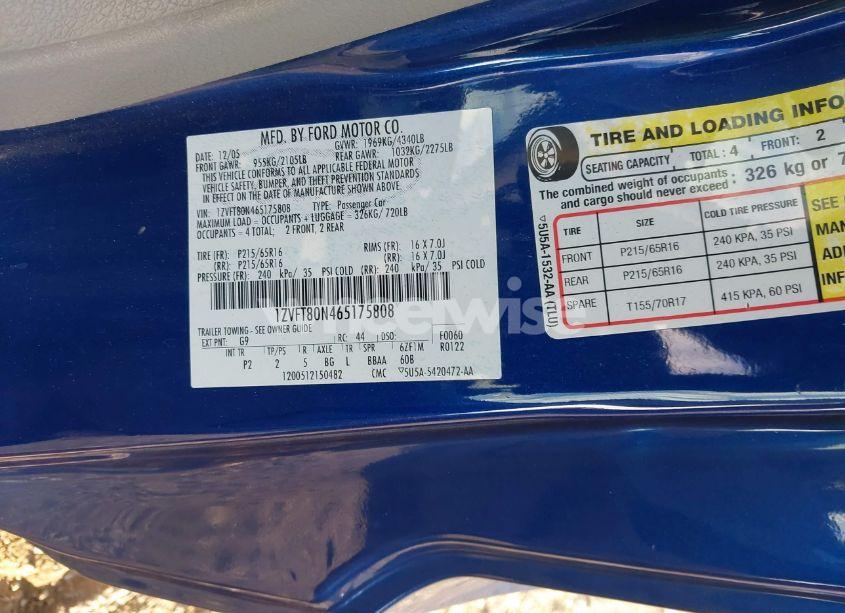 MFD. BY FORD MOTOR CO.
DATE: 12/05 GVWR: 1969KG/4340LB
FRONT GAWR: 955KG/2105LB REAR GAWR: 1032KG/2275LB
THIS VEHICLE CONFORMS TO ALL APPLICABLE FEDERAL MOTOR
VEHICLE SAFETY, BUMPER, AND THEFT PREVENTION STANDARDS
IN EFFECT ON THE DATE OF MANUFACTURE SHOWN ABOVE.
VIN: 1ZVFT80N465175808 TYPE: Passenger Car
MAXIMUM LOAD = OCCUPANTS + LUGGAGE = 326KG/ 720LB
OCCUPANTS = 4 TOTAL; 2 FRONT, 2 REAR
TIRE (FR): P215/65R16 RIMS (FR): 16 X 7.0J
(RR): P215/65R16 (RR): 16 X 7.0J
PRESSURE (FR): 240 kPa/ 35 PSI COLD (RR): 240 kPa/ 35 PSI COLD
1ZVFT80N465175808
TRAILER TOWING - SEE OWNER GUIDE
EXT PNT: G9 RC: 44 DSO: F0060
INT TR TP/PS R AXLE TR SPR 6ZF1M R0122
P2 2 5 BG L BBAA 60B
1200512150482 CMC ▽5U5A-5420472-AA
TIRE AND LOADING INFO
SEATING CAPACITY TOTAL: 4 FRONT: 2
The combined weight of occupants and cargo should never exceed: 326 kg or 7
TIRE SIZE COLD TIRE PRESSURE
FRONT P215/65R16 240 KPA, 35 PSI
REAR P215/65R16 240 KPA, 35 PSI
SPARE T155/70R17 415 KPA, 60 PSI
SEE
MANU
ADD
INFO
▽5U5A-1532-AA (TLU)